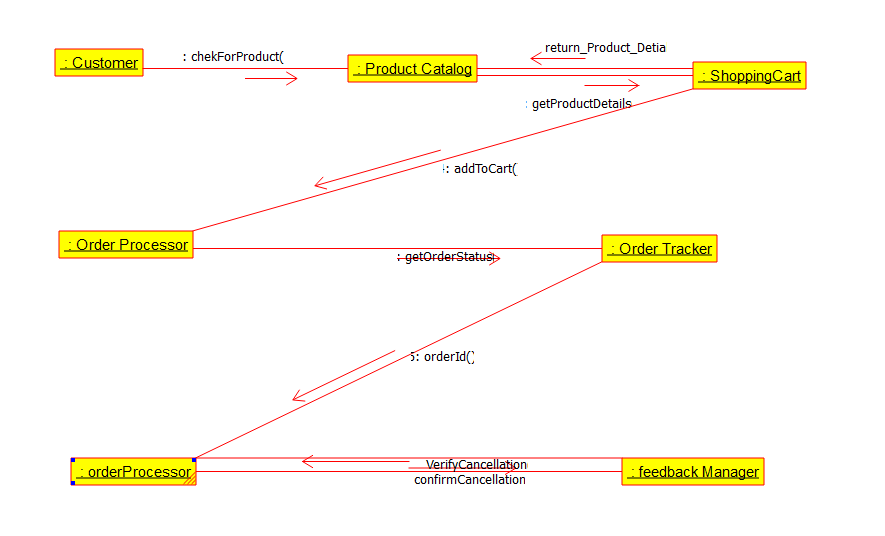 : chekForProduct(
return_Product_Detia
: Customer
: Product Catalog
: ShoppingCart
: getProductDetails
: addToCart(
: Order Processor
: Order Tracker
: getOrderStatus
5: orderId()
: orderProcessor
VerifyCancellation
: feedback Manager
confirmCancellation